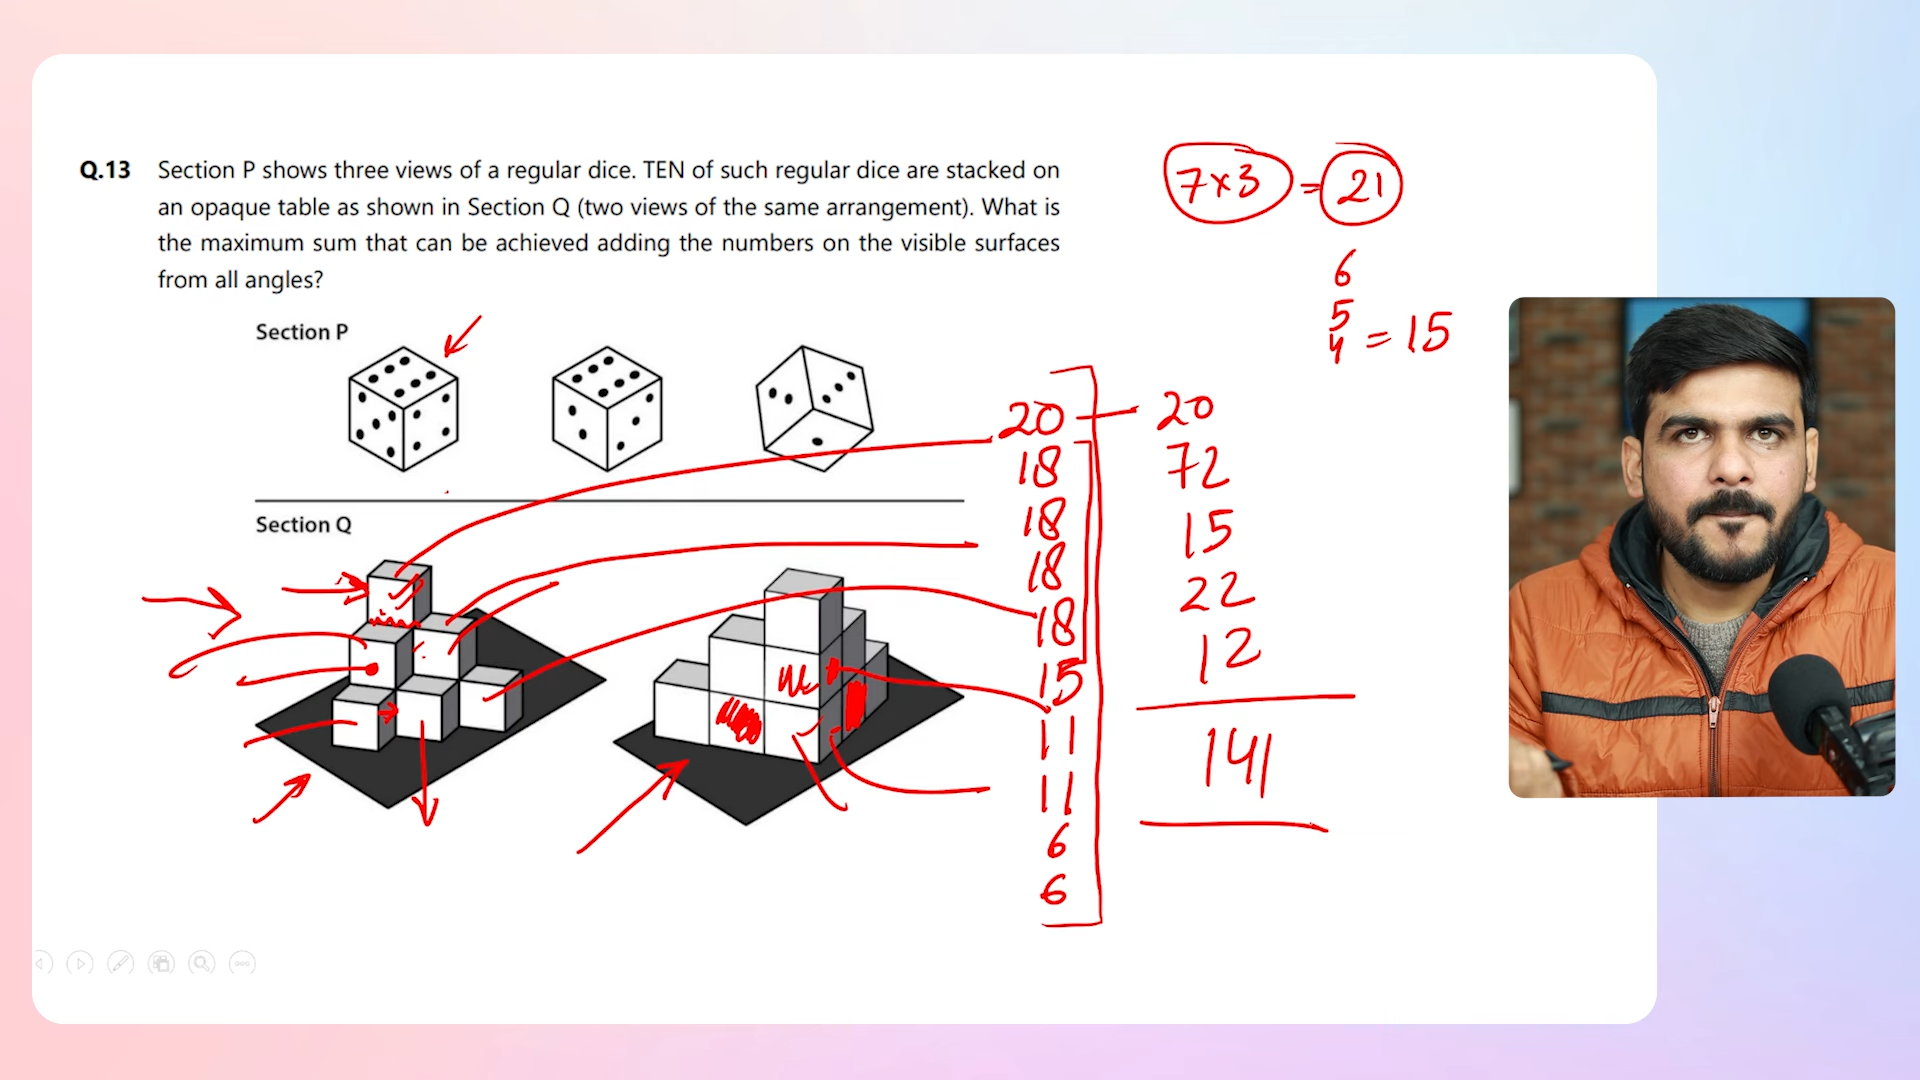 Q.13 Section P shows three views of a regular dice. TEN of such regular dice are stacked on
an opaque table as shown in Section Q (two views of the same arrangement). What is
the maximum sum that can be achieved adding the numbers on the visible surfaces
from all angles?
Section P
Section Q
7x3 = 21
6
5
4 = 15
20
18
18
18
18
15
11
11
6
6
20
72
15
22
12
141